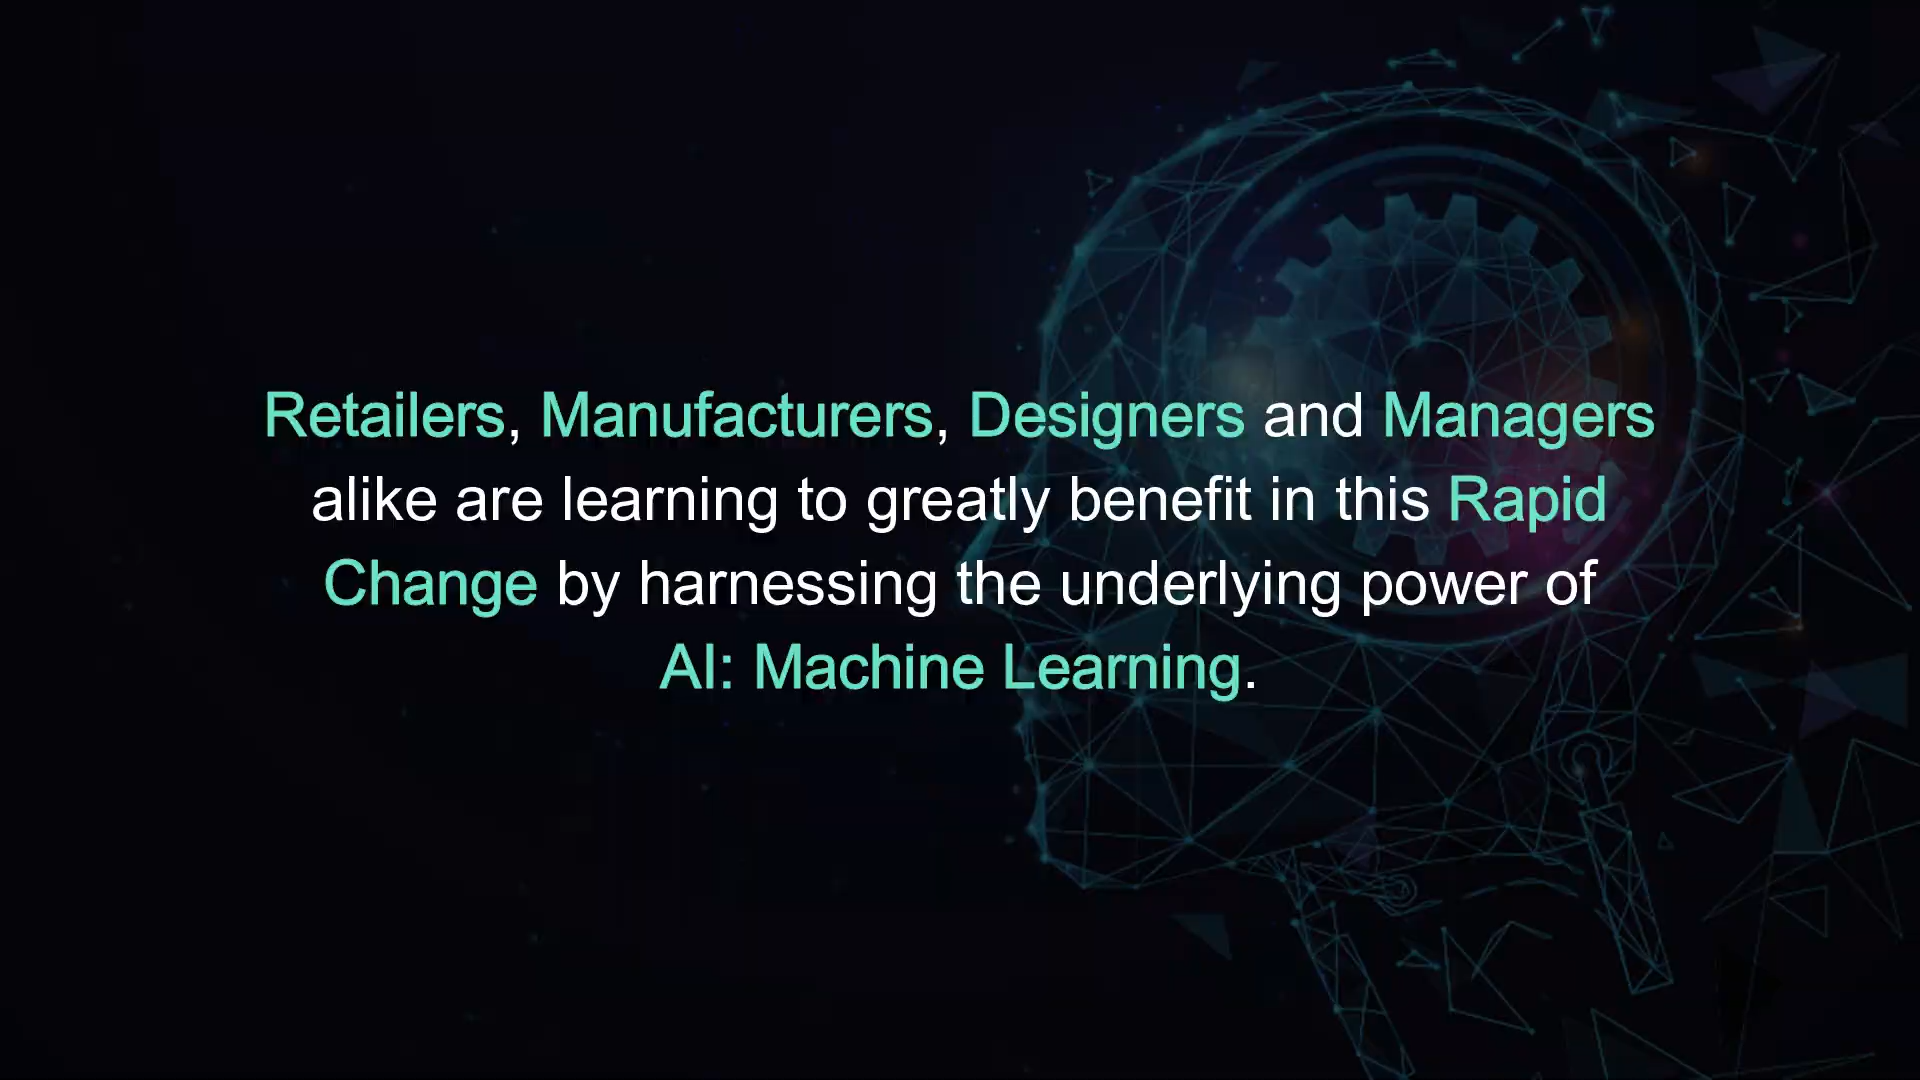 Retailers, Manufacturers, Designers and Managers
alike are learning to greatly benefit in this Rapid
Change by harnessing the underlying power of
AI: Machine Learning.